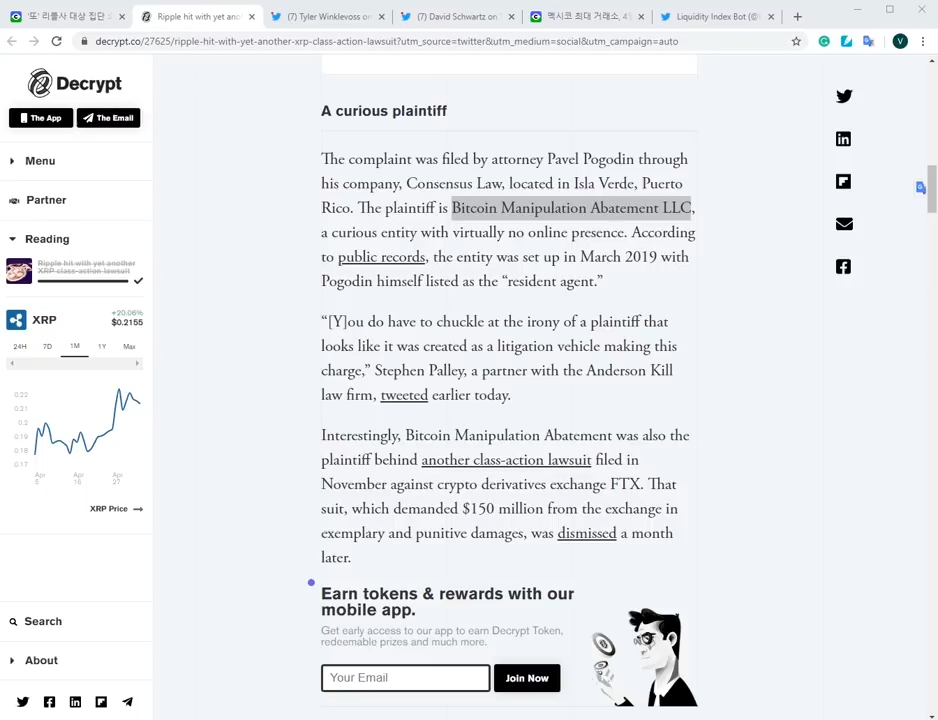 '또' 리플사 대상 집단 소
Ripple hit with yet another
(7) Tyler Winklevoss on
(7) David Schwartz on
멕시코 최대 거래소, 4
Liquidity Index Bot (@
decrypt.co/27625/ripple-hit-with-yet-another-xrp-class-action-lawsuit?utm_source=twitter&utm_medium=social&utm_campaign=auto
V
Decrypt
The App
The Email
Menu
Partner
Reading
Ripple hit with yet another
XRP class-action lawsuit
XRP
+20.06%
$0.2155
24H 7D 1M 1Y Max
0.22
0.21
0.2
0.19
0.18
0.17
Apr 5
Apr 16
Apr 27
XRP Price
Search
About
A curious plaintiff
The complaint was filed by attorney Pavel Pogodin through
his company, Consensus Law, located in Isla Verde, Puerto
Rico. The plaintiff is Bitcoin Manipulation Abatement LLC,
a curious entity with virtually no online presence. According
to public records, the entity was set up in March 2019 with
Pogodin himself listed as the “resident agent.”
“[Y]ou do have to chuckle at the irony of a plaintiff that
looks like it was created as a litigation vehicle making this
charge,” Stephen Palley, a partner with the Anderson Kill
law firm, tweeted earlier today.
Interestingly, Bitcoin Manipulation Abatement was also the
plaintiff behind another class-action lawsuit filed in
November against crypto derivatives exchange FTX. That
suit, which demanded $150 million from the exchange in
exemplary and punitive damages, was dismissed a month
later.
Earn tokens & rewards with our
mobile app.
Get early access to our app to earn Decrypt Token,
redeemable prizes and much more.
Your Email
Join Now